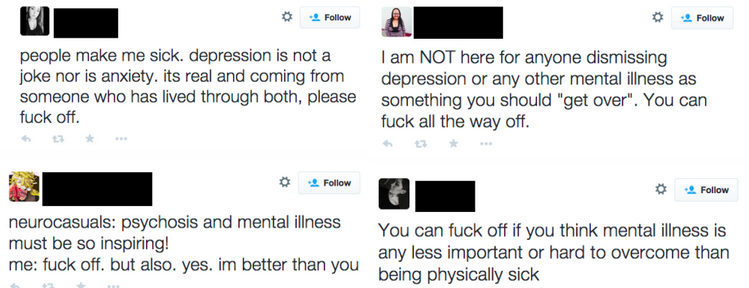 Follow
people make me sick. depression is not a
joke nor is anxiety. its real and coming from
someone who has lived through both, please
fuck off.
Follow
I am NOT here for anyone dismissing
depression or any other mental illness as
something you should "get over". You can
fuck all the way off.
Follow
neurocasuals: psychosis and mental illness
must be so inspiring!
me: fuck off. but also. yes. im better than you
Follow
You can fuck off if you think mental illness is
any less important or hard to overcome than
being physically sick